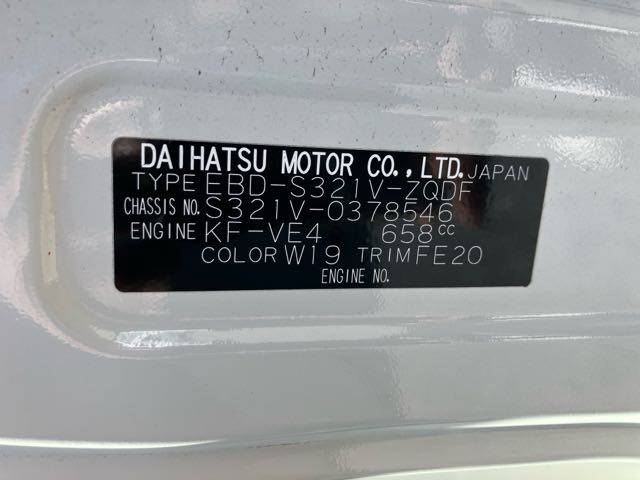 DAIHATSU MOTOR CO.,LTD. JAPAN
TYPE EBD-S321V-ZQDF
CHASSIS NO. S321V-0378546
ENGINE KF-VE4 658cc
COLOR W19 TRIM FE20
ENGINE NO.